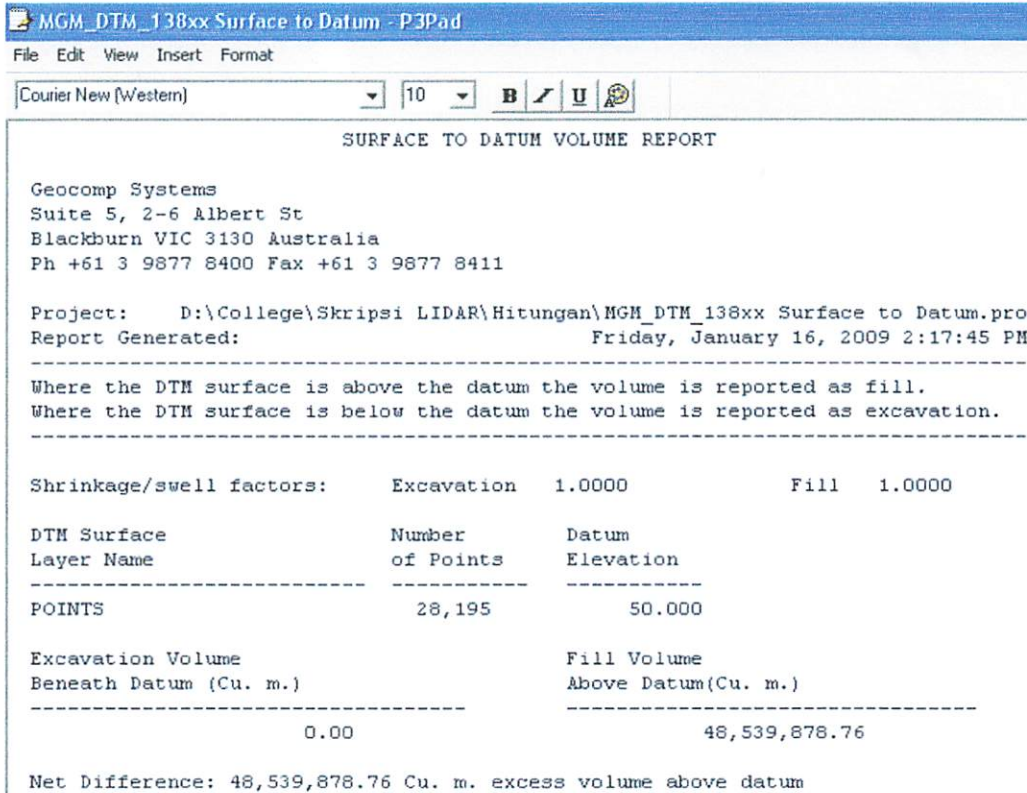 MGM_DTM_138xx Surface to Datum - P3Pad
File Edit View Insert Format
Courier New (Western) 10 B I U
SURFACE TO DATUM VOLUME REPORT
Geocomp Systems
Suite 5, 2-6 Albert St
Blackburn VIC 3130 Australia
Ph +61 3 9877 8400 Fax +61 3 9877 8411
Project: D:\College\Skripsi LIDAR\Hitungan\MGM_DTM_138xx Surface to Datum.pro
Report Generated: Friday, January 16, 2009 2:17:45 PM
Where the DTM surface is above the datum the volume is reported as fill.
Where the DTM surface is below the datum the volume is reported as excavation.
Shrinkage/swell factors: Excavation 1.0000 Fill 1.0000
DTM Surface Number Datum
Layer Name of Points Elevation
POINTS 28,195 50.000
Excavation Volume Fill Volume
Beneath Datum (Cu. m.) Above Datum(Cu. m.)
0.00 48,539,878.76
Net Difference: 48,539,878.76 Cu. m. excess volume above datum